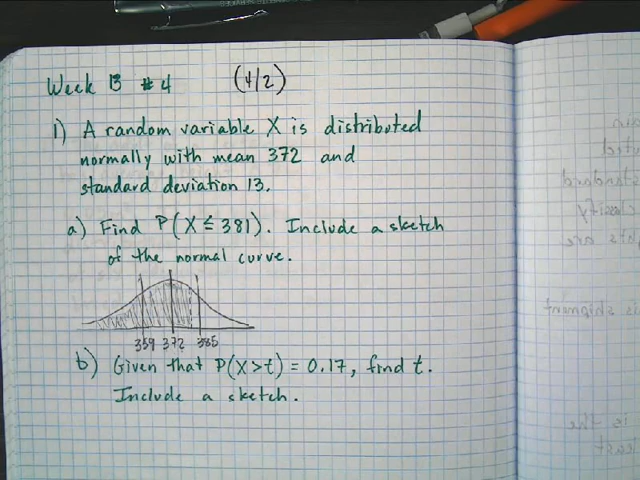 Week 13 #4 (4/2)
1) A random variable X is distributed
normally with mean 372 and
standard deviation 13.
a) Find P(X ≤ 381). Include a sketch
of the normal curve.
359 372 385
b) Given that P(X>t) = 0.17, find t.
Include a sketch.